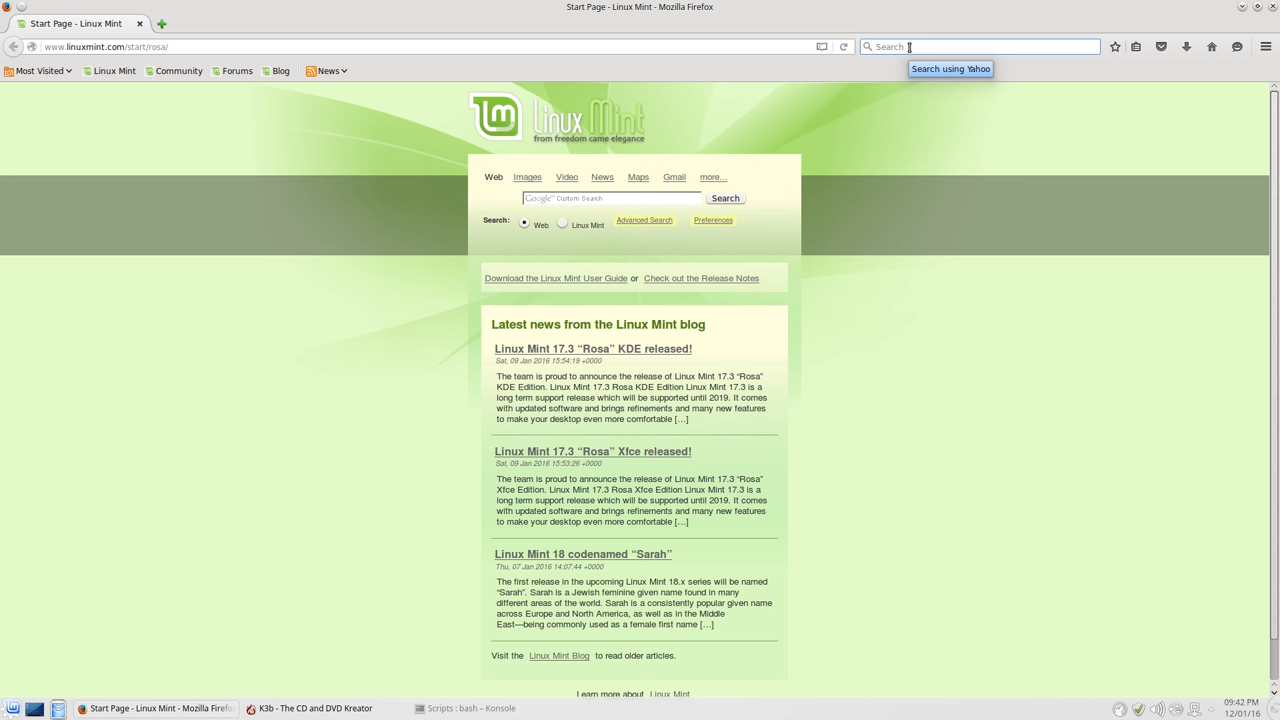 Start Page - Linux Mint - Mozilla Firefox
Start Page - Linux Mint
www.linuxmint.com/start/rosa/
Search
Most Visited
Linux Mint
Community
Forums
Blog
News
Search using Yahoo
Linux Mint
from freedom came elegance
Web Images Video News Maps Gmail more...
Google™ Custom Search
Search
Search: Web Linux Mint Advanced Search Preferences
Download the Linux Mint User Guide or Check out the Release Notes
Latest news from the Linux Mint blog
Linux Mint 17.3 “Rosa” KDE released!
Sat, 09 Jan 2016 15:54:19 +0000
The team is proud to announce the release of Linux Mint 17.3 “Rosa”
KDE Edition. Linux Mint 17.3 Rosa KDE Edition Linux Mint 17.3 is a
long term support release which will be supported until 2019. It comes
with updated software and brings refinements and many new features
to make your desktop even more comfortable […]
Linux Mint 17.3 “Rosa” Xfce released!
Sat, 09 Jan 2016 15:53:26 +0000
The team is proud to announce the release of Linux Mint 17.3 “Rosa”
Xfce Edition. Linux Mint 17.3 Rosa Xfce Edition Linux Mint 17.3 is a
long term support release which will be supported until 2019. It comes
with updated software and brings refinements and many new features
to make your desktop even more comfortable […]
Linux Mint 18 codenamed “Sarah”
Thu, 07 Jan 2016 14:07:44 +0000
The first release in the upcoming Linux Mint 18.x series will be named
“Sarah”. Sarah is a Jewish feminine given name found in many
different areas of the world. Sarah is a consistently popular given name
across Europe and North America, as well as in the Middle
East—being commonly used as a female first name […]
Visit the Linux Mint Blog to read older articles.
Learn more about Linux Mint
Start Page - Linux Mint - Mozilla Firefo
K3b - The CD and DVD Kreator
Scripts : bash – Konsole
09:42 PM
12/01/16